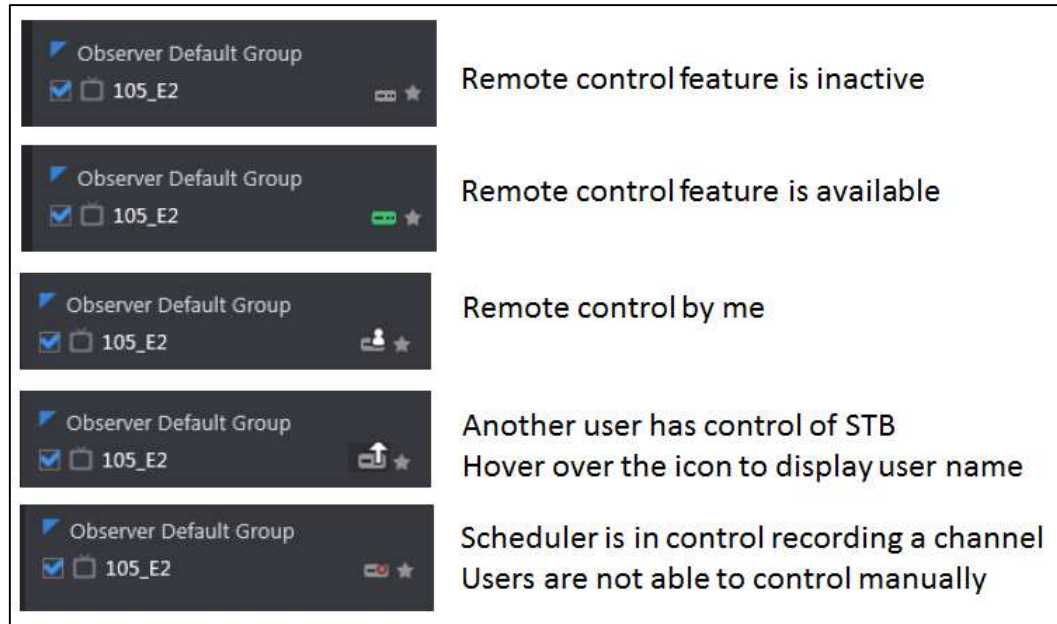 Observer Default Group
105_E2
Remote control feature is inactive
Observer Default Group
105_E2
Remote control feature is available
Observer Default Group
105_E2
Remote control by me
Observer Default Group
105_E2
Another user has control of STB
Hover over the icon to display user name
Observer Default Group
105_E2
Scheduler is in control recording a channel
Users are not able to control manually